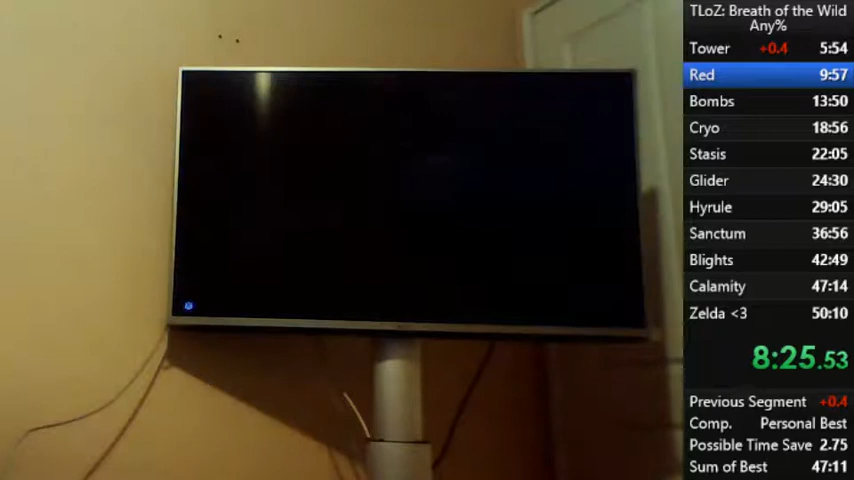 TLoZ: Breath of the Wild
Any%
Tower +0.4 5:54
Red 9:57
Bombs 13:50
Cryo 18:56
Stasis 22:05
Glider 24:30
Hyrule 29:05
Sanctum 36:56
Blights 42:49
Calamity 47:14
Zelda <3 50:10
8:25.53
Previous Segment +0.4
Comp. Personal Best
Possible Time Save 2.75
Sum of Best 47:11